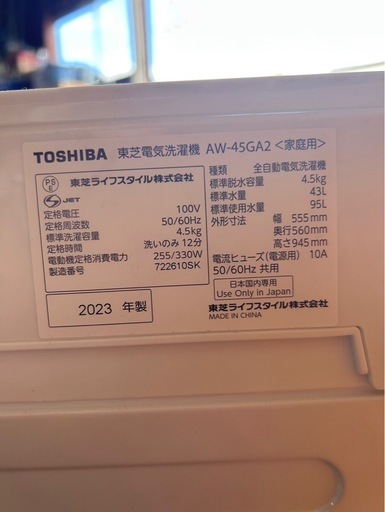 TOSHIBA 東芝電気洗濯機 AW-45GA2 <家庭用>
PS
E
JET
東芝ライフスタイル株式会社
定格電圧 100V
定格周波数 50/60Hz
標準洗濯容量 4.5kg
定格時間 洗いのみ 12分
電動機定格消費電力 255/330W
製造番号 722610SK
2023 年製
種類 全自動電気洗濯機
標準脱水容量 4.5kg
標準水量 43L
標準使用水量 95L
外形寸法 幅 555mm
奥行560mm
高さ945mm
電流ヒューズ(電源用) 10A
50/60Hz 共用
日本国内専用
Use Only in Japan
東芝ライフスタイル株式会社
MADE IN CHINA